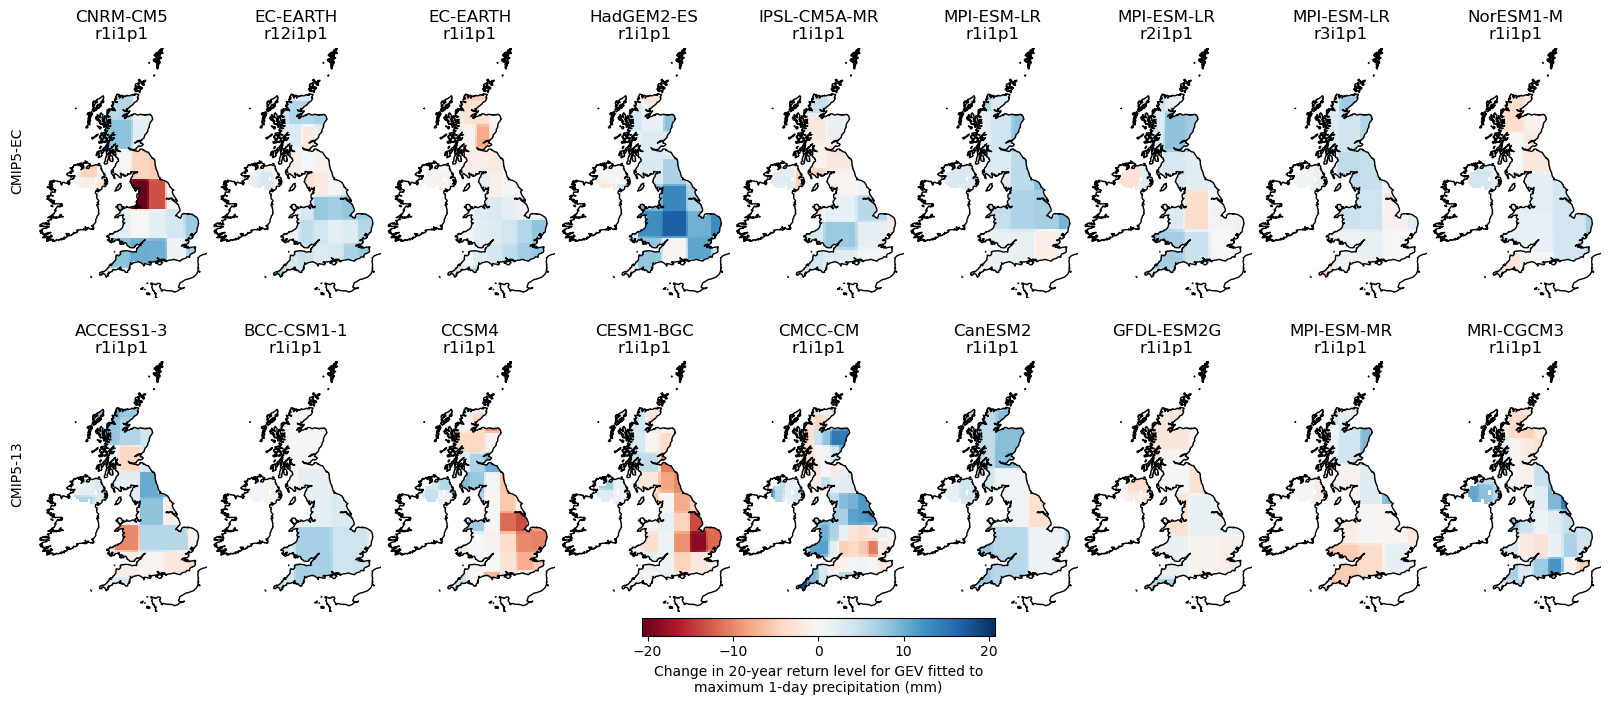 CNRM-CM5
r1i1p1
EC-EARTH
r12i1p1
EC-EARTH
r1i1p1
HadGEM2-ES
r1i1p1
IPSL-CM5A-MR
r1i1p1
MPI-ESM-LR
r1i1p1
MPI-ESM-LR
r2i1p1
MPI-ESM-LR
r3i1p1
NorESM1-M
r1i1p1
CMIP5-EC
ACCESS1-3
r1i1p1
BCC-CSM1-1
r1i1p1
CCSM4
r1i1p1
CESM1-BGC
r1i1p1
CMCC-CM
r1i1p1
CanESM2
r1i1p1
GFDL-ESM2G
r1i1p1
MPI-ESM-MR
r1i1p1
MRI-CGCM3
r1i1p1
CMIP5-13
−20 −10 0 10 20
Change in 20-year return level for GEV fitted to
maximum 1-day precipitation (mm)